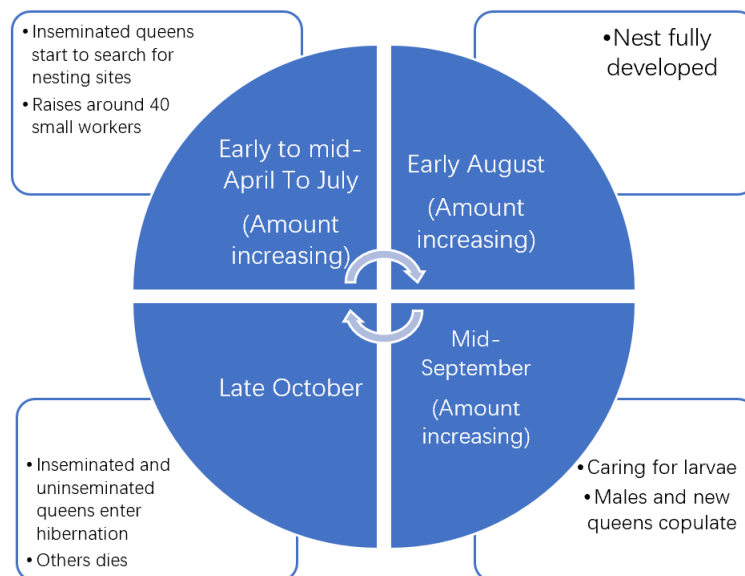 • Inseminated queens
start to search for
nesting sites
• Raises around 40
small workers
•Nest fully
developed
Early to mid-
April To July
(Amount
increasing)
Early August
(Amount
increasing)
Late October
Mid-
September
(Amount
increasing)
• Inseminated and
uninseminated
queens enter
hibernation
• Others dies
• Caring for larvae
• Males and new
queens copulate